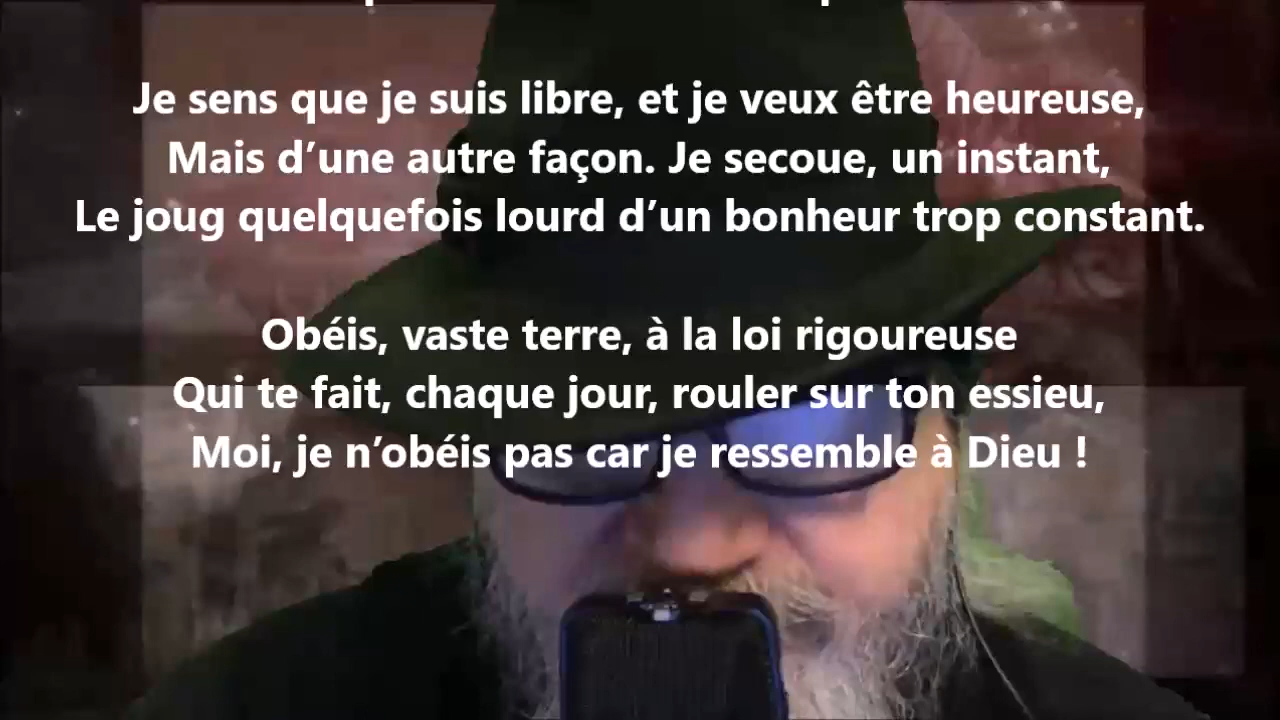 Je sens que je suis libre, et je veux être heureuse,
Mais d’une autre façon. Je secoue, un instant,
Le joug quelquefois lourd d’un bonheur trop constant.
Obéis, vaste terre, à la loi rigoureuse
Qui te fait, chaque jour, rouler sur ton essieu,
Moi, je n’obéis pas car je ressemble à Dieu !